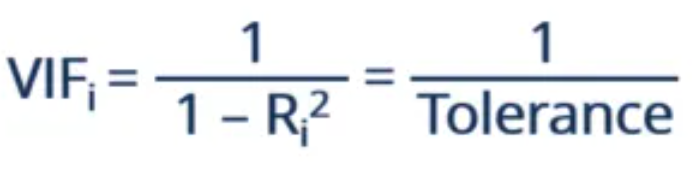 VIFᵢ = 1 / (1 – Rᵢ²) = 1 / Tolerance